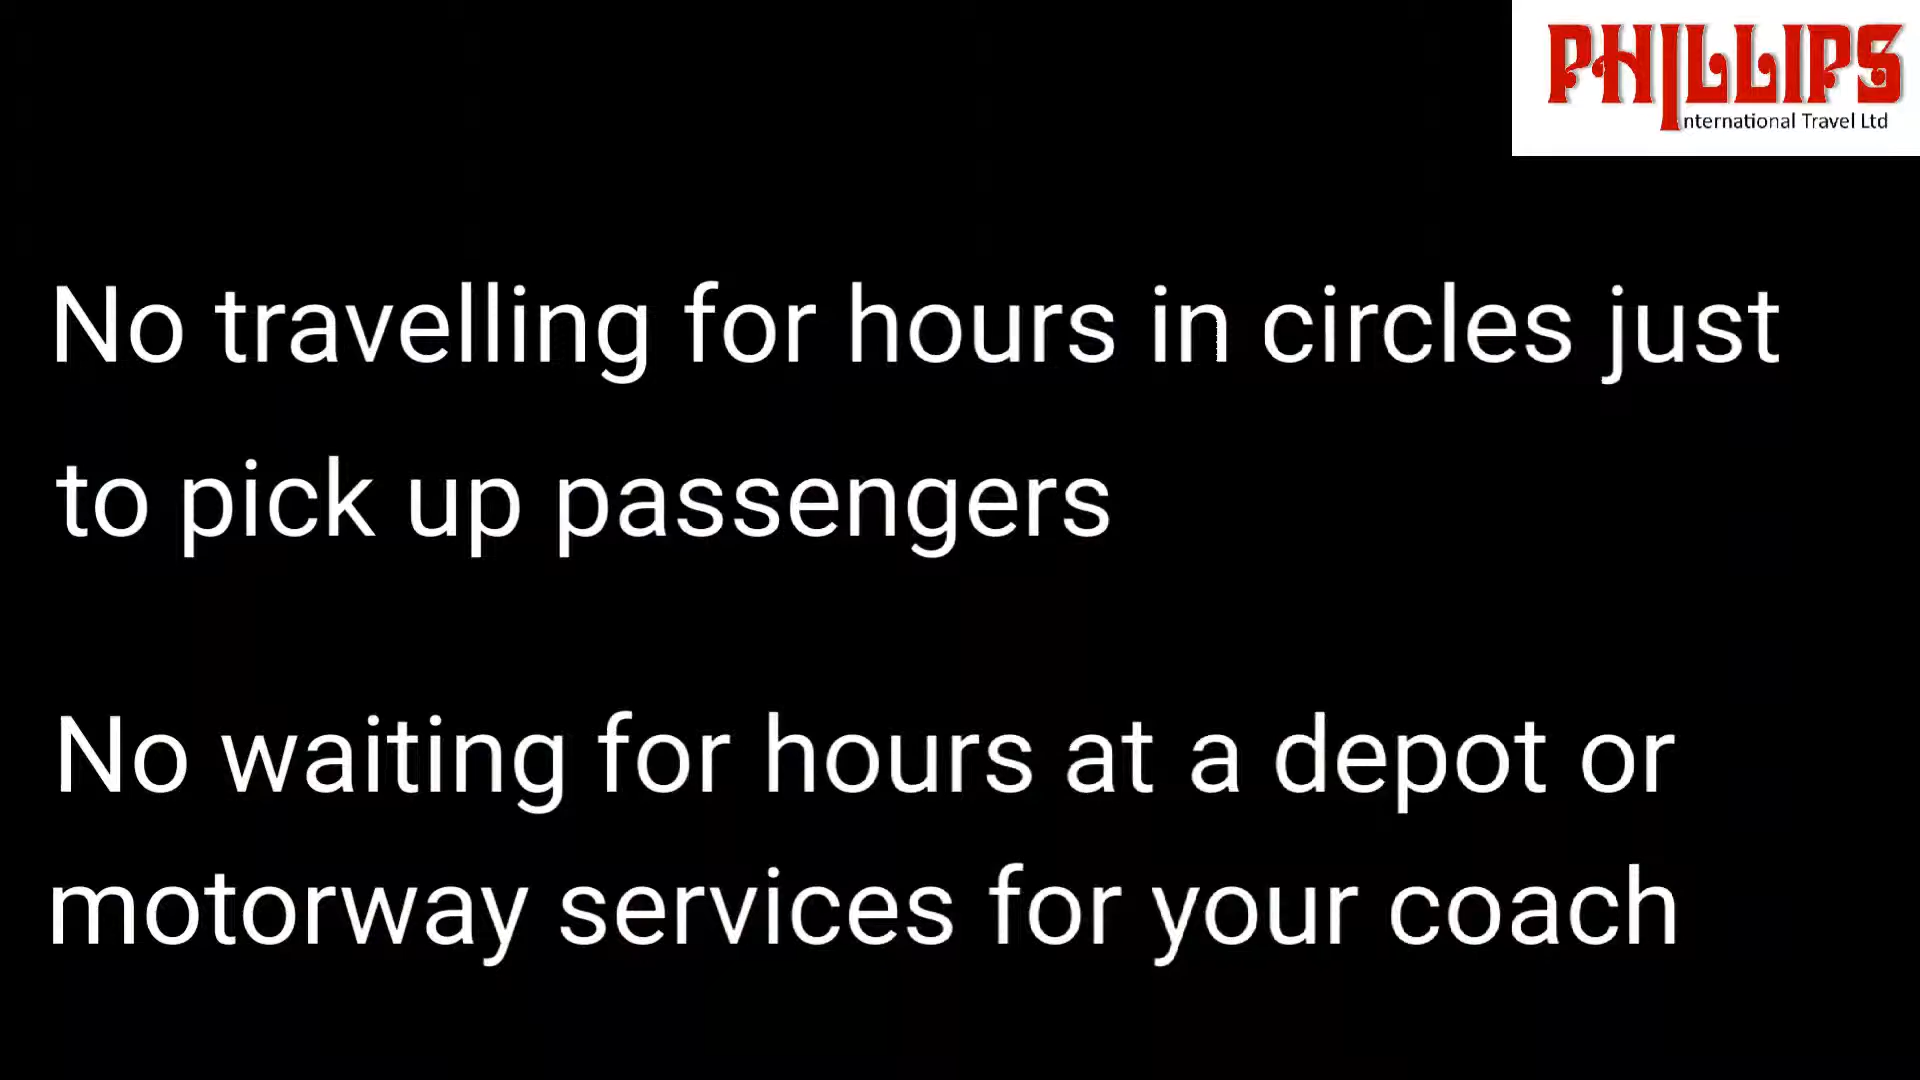 PHILLIPS
International Travel Ltd
No travelling for hours in circles just
to pick up passengers
No waiting for hours at a depot or
motorway services for your coach